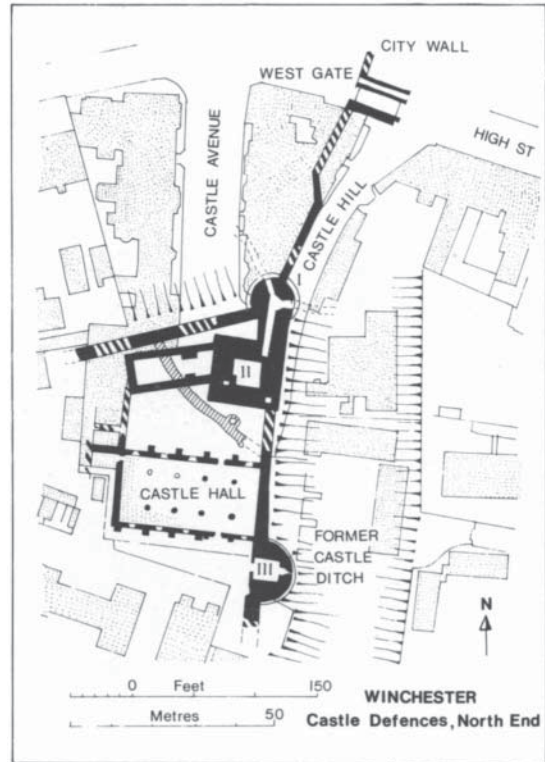 CITY WALL
WEST GATE
HIGH ST
CASTLE AVENUE
CASTLE HILL
I
II
CASTLE HALL
FORMER
CASTLE
DITCH
III
N
0 Feet 150
Metres 50
WINCHESTER
Castle Defences, North End